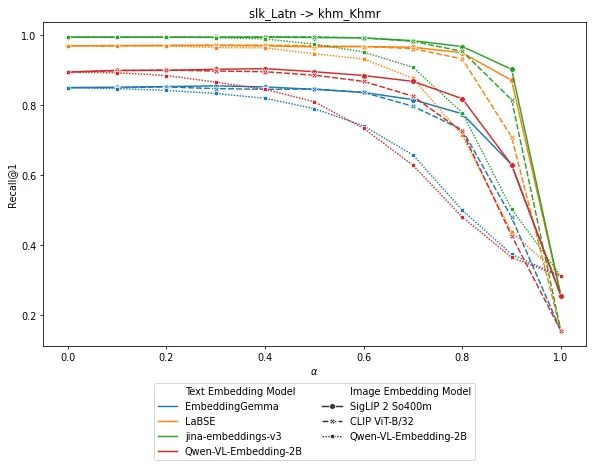 slk_Latn -> khm_Khmr
Recall@1
1.0
0.8
0.6
0.4
0.2
0.0 0.2 0.4 0.6 0.8 1.0
α
Text Embedding Model
EmbeddingGemma
LaBSE
jina-embeddings-v3
Qwen-VL-Embedding-2B
Image Embedding Model
SigLIP 2 So400m
CLIP ViT-B/32
Qwen-VL-Embedding-2B